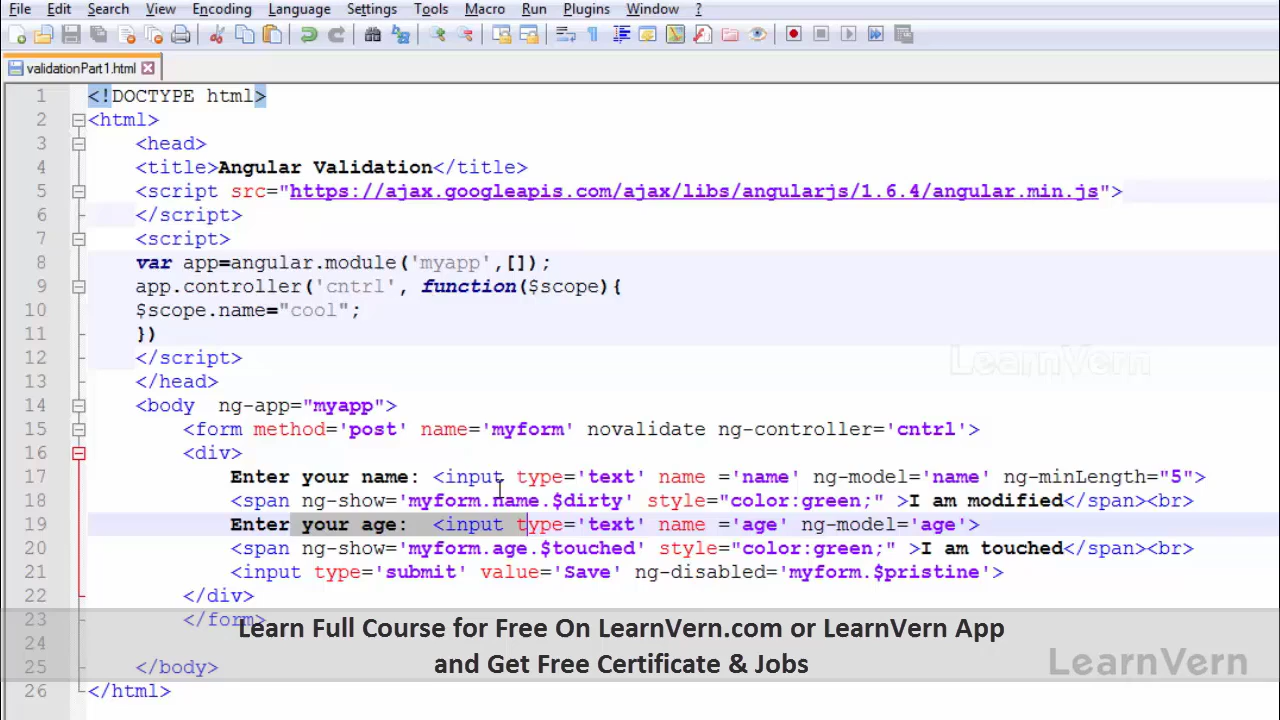 File Edit Search View Encoding Language Settings Tools Macro Run Plugins Window ?
validationPart1.html
1 <!DOCTYPE html>
2 <html>
3 <head>
4 <title>Angular Validation</title>
5 <script src="https://ajax.googleapis.com/ajax/libs/angularjs/1.6.4/angular.min.js">
6 </script>
7 <script>
8 var app=angular.module('myapp',[]);
9 app.controller('cntrl', function($scope){
10 $scope.name="cool";
11 })
12 </script>
13 </head>
14 <body ng-app="myapp">
15 <form method='post' name='myform' novalidate ng-controller='cntrl'>
16 <div>
17 Enter your name: <input type='text' name ='name' ng-model='name' ng-minLength="5">
18 <span ng-show='myform.name.$dirty' style="color:green;" >I am modified</span><br>
19 Enter your age: <input type='text' name ='age' ng-model='age'>
20 <span ng-show='myform.age.$touched' style="color:green;" >I am touched</span><br>
21 <input type='submit' value='Save' ng-disabled='myform.$pristine'>
22 </div>
23 </form>
24
25 </body>
26 </html>
LearnVern
Learn Full Course for Free On LearnVern.com or LearnVern App
and Get Free Certificate & Jobs
LearnVern